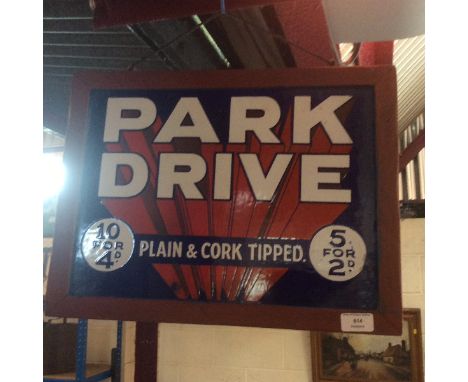 PARK
DRIVE
10
FOR
4D.
PLAIN & CORK TIPPED.
5
FOR
2D.